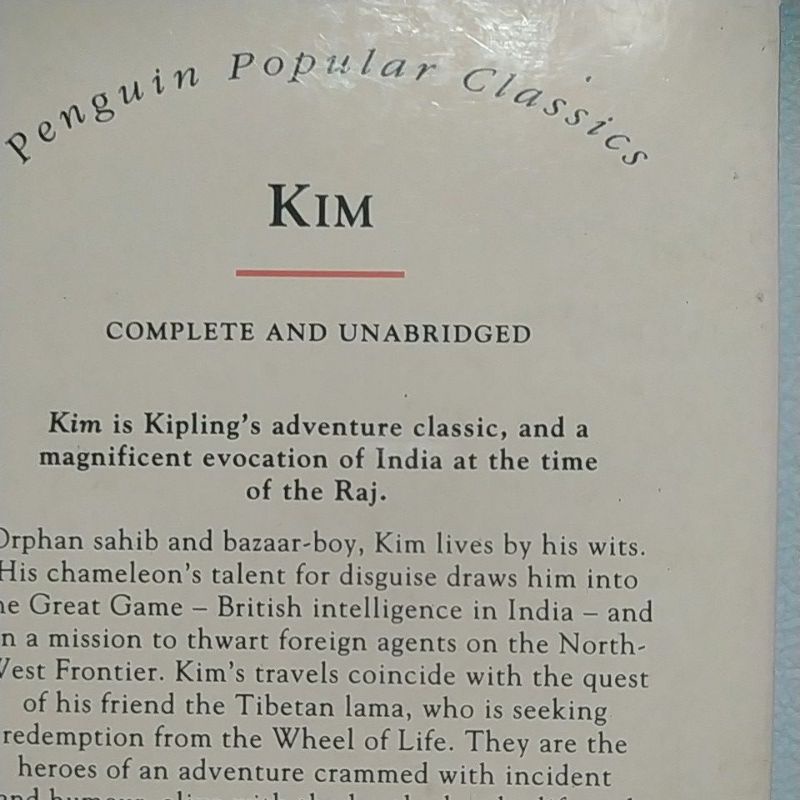 Penguin Popular Classics
KIM
COMPLETE AND UNABRIDGED
Kim is Kipling's adventure classic, and a
magnificent evocation of India at the time
of the Raj.
Orphan sahib and bazaar-boy, Kim lives by his wits.
His chameleon's talent for disguise draws him into
Great Game – British intelligence in India – and
a mission to thwart foreign agents on the North-
West Frontier. Kim's travels coincide with the quest
of his friend the Tibetan lama, who is seeking
redemption from the Wheel of Life. They are the
heroes of an adventure crammed with incident